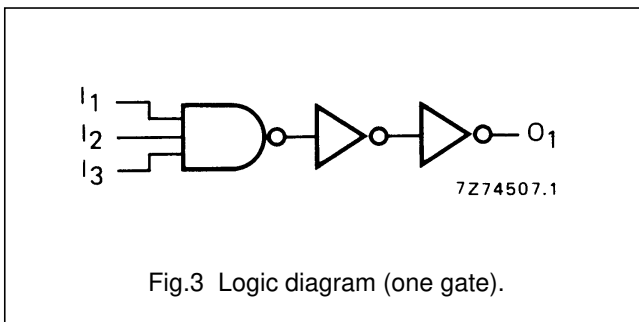 I1
I2
I3
O1
7Z74507.1
Fig.3 Logic diagram (one gate).